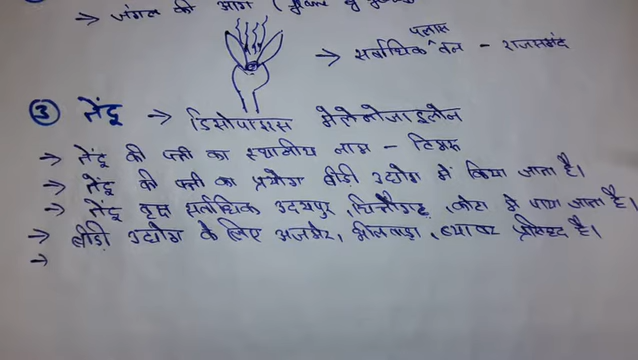 → जंगल की आग (
→ सर्वाधिक पलास वन - राजसमंद
③ तेंदू → डिसोपाइरस मेलेनोजाइलोन
→ तेंदू की पत्ती का स्थानीय नाम - टिमरू
→ तेंदू की पत्ती का प्रयोग बीड़ी उद्योग में किया जाता है।
→ तेंदू वृक्ष सर्वाधिक उदयपुर, चित्तौड़गढ़, कोटा में पाया जाता है।
→ बीड़ी उद्योग के लिए अजमेर, भीलवाड़ा, ब्यावर प्रसिद्ध है।
→